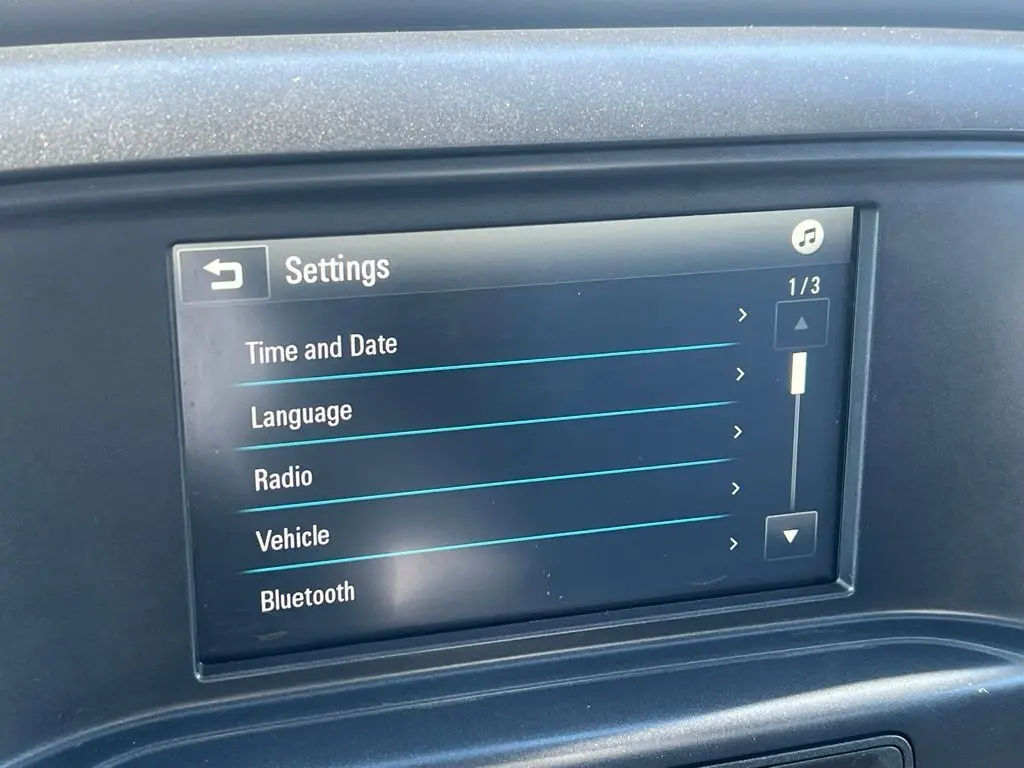 Settings
1/3
Time and Date
Language
Radio
Vehicle
Bluetooth